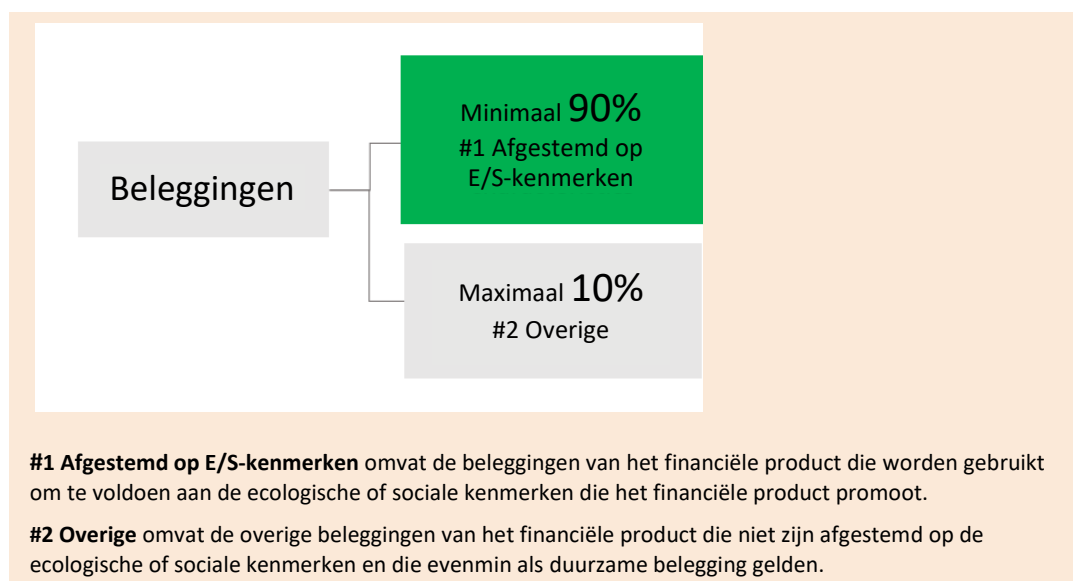 Minimaal 90%
#1 Afgestemd op
E/S-kenmerken
Beleggingen
Maximaal 10%
#2 Overige
#1 Afgestemd op E/S-kenmerken omvat de beleggingen van het financiële product die worden gebruikt
om te voldoen aan de ecologische of sociale kenmerken die het financiële product promoot.
#2 Overige omvat de overige beleggingen van het financiële product die niet zijn afgestemd op de
ecologische of sociale kenmerken en die evenmin als duurzame belegging gelden.